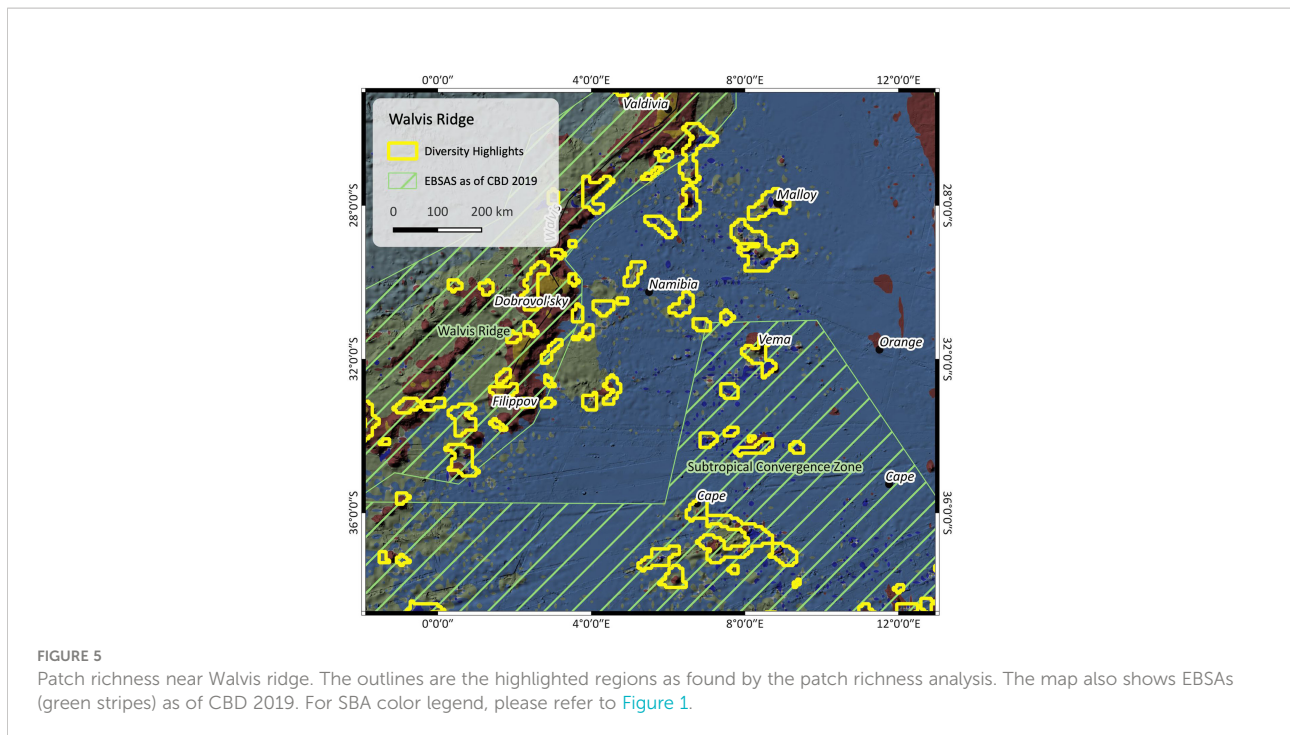 0°0'0"
4°0'0"E
8°0'0"E
12°0'0"E
Walvis Ridge
Diversity Highlights
EBSAS as of CBD 2019
0 100 200 km
Valdivia
28°0'0"S
28°0'0"S
Malloy
Namibia
Dobrovol'sky
Walvis Ridge
Vema
Orange
32°0'0"S
32°0'0"S
Filippov
Subtropical Convergence Zone
Cape
Cape
36°0'0"S
36°0'0"S
0°0'0"
4°0'0"E
8°0'0"E
12°0'0"E
FIGURE 5
Patch richness near Walvis ridge. The outlines are the highlighted regions as found by the patch richness analysis. The map also shows EBSAs
(green stripes) as of CBD 2019. For SBA color legend, please refer to Figure 1.